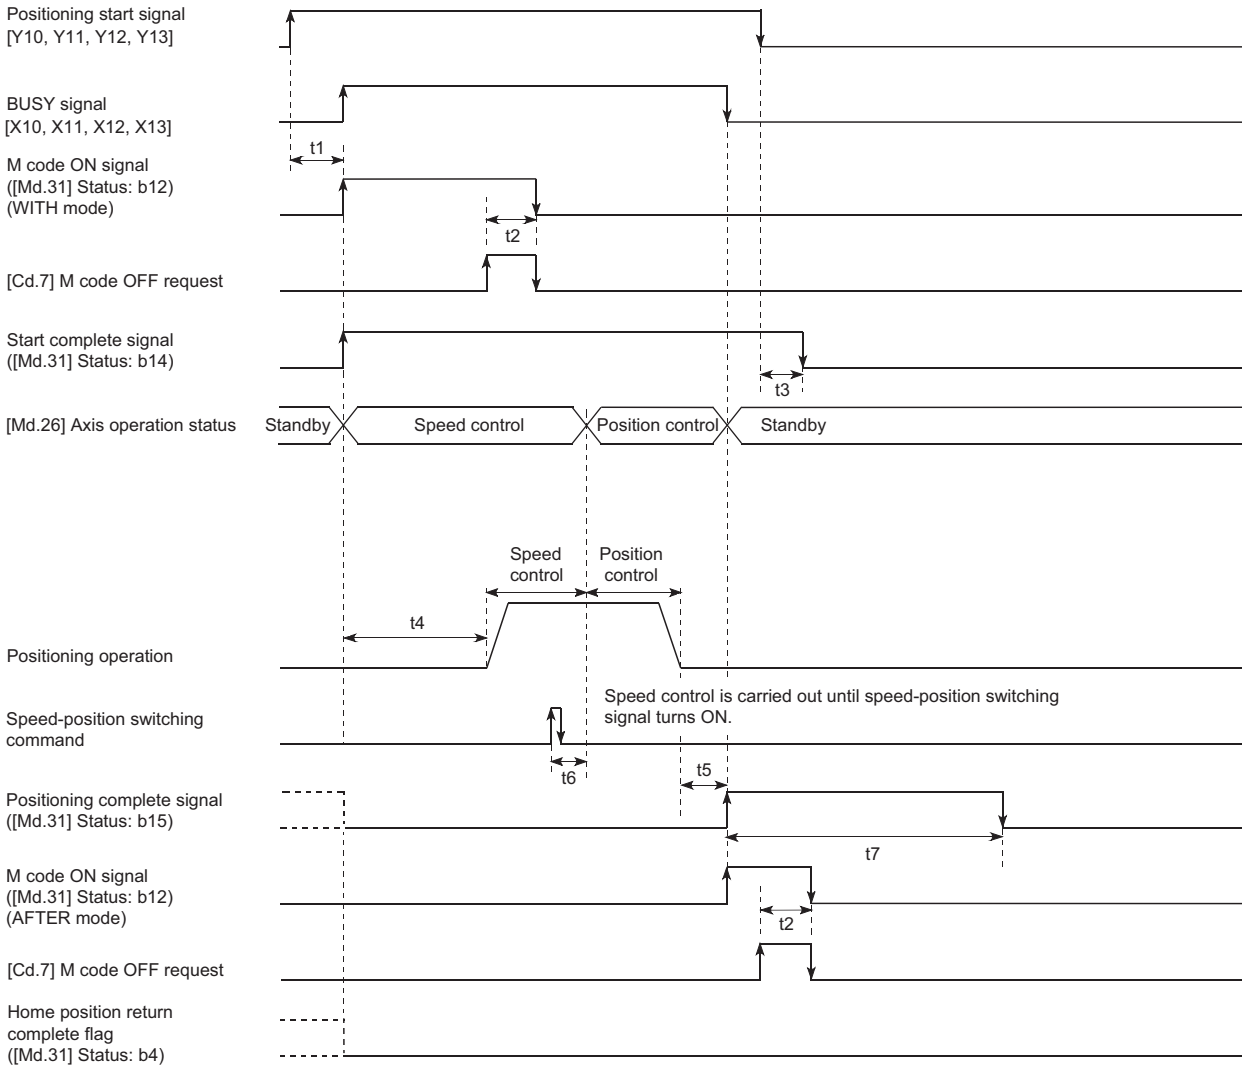 Positioning start signal
[Y10, Y11, Y12, Y13]
BUSY signal
[X10, X11, X12, X13]
t1
M code ON signal
([Md.31] Status: b12)
(WITH mode)
t2
[Cd.7] M code OFF request
Start complete signal
([Md.31] Status: b14)
t3
[Md.26] Axis operation status
Standby
Speed control
Position control
Standby
Speed
control
Position
control
t4
Positioning operation
Speed control is carried out until speed-position switching
signal turns ON.
Speed-position switching
command
t6
t5
Positioning complete signal
([Md.31] Status: b15)
t7
M code ON signal
([Md.31] Status: b12)
(AFTER mode)
t2
[Cd.7] M code OFF request
Home position return
complete flag
([Md.31] Status: b4)